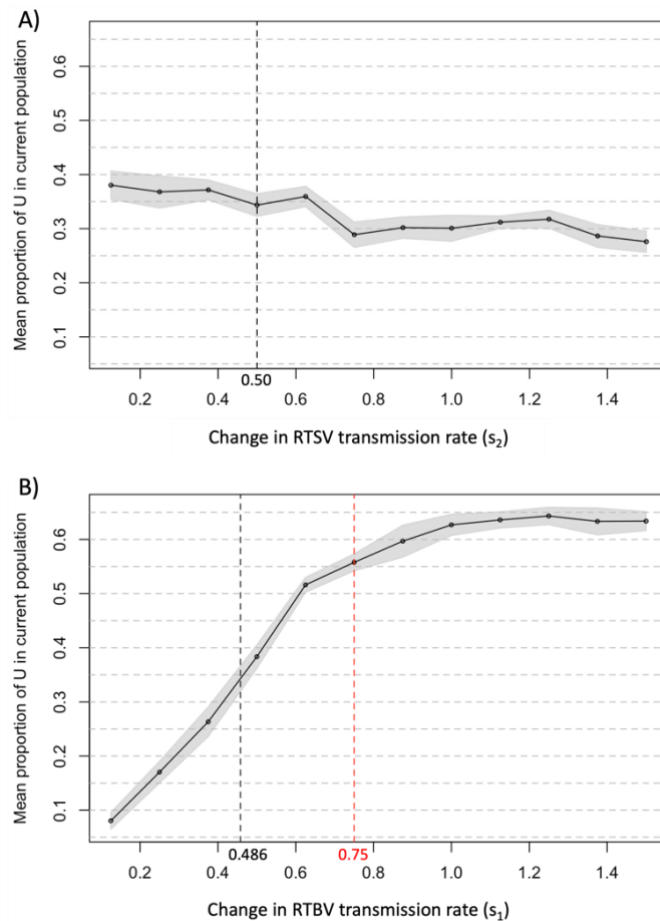 A)
Mean proportion of U in current population
0.6
0.5
0.4
0.3
0.2
0.1
0.50
0.2 0.4 0.6 0.8 1.0 1.2 1.4
Change in RTSV transmission rate (s₂)
B)
Mean proportion of U in current population
0.6
0.5
0.4
0.3
0.2
0.1
0.486 0.75
0.2 0.4 0.6 0.8 1.0 1.2 1.4
Change in RTBV transmission rate (s₁)